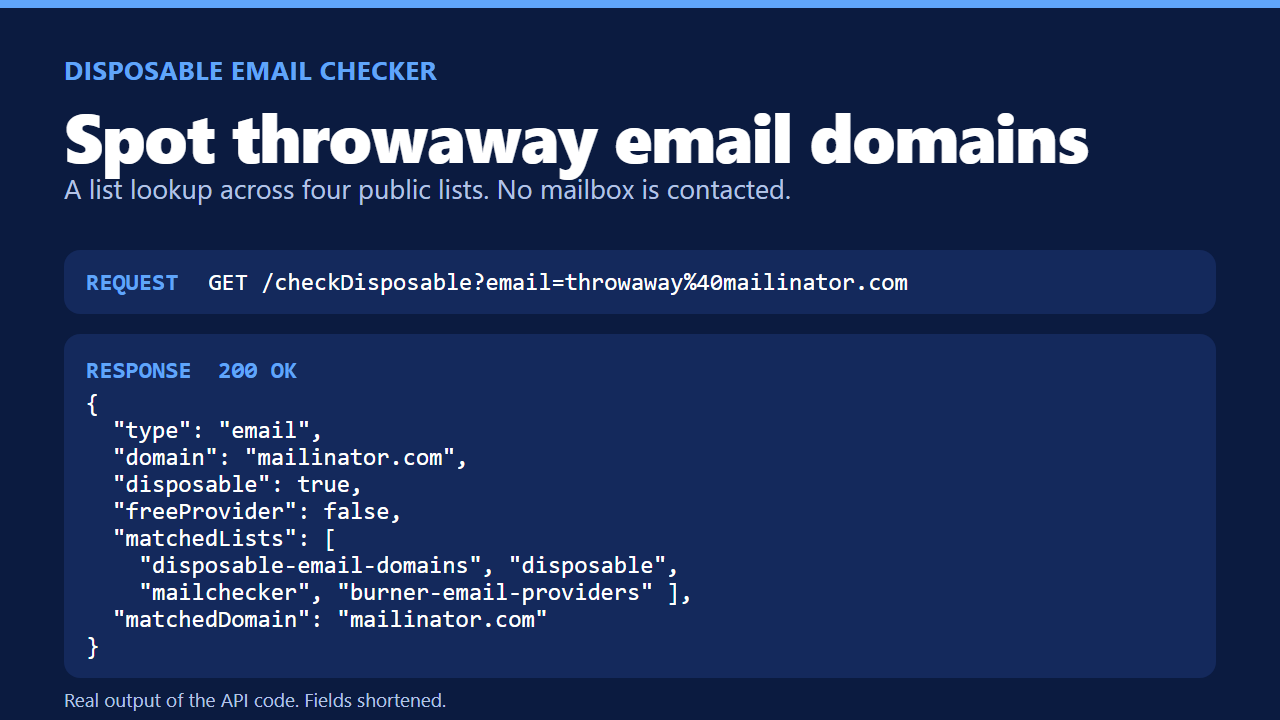 DISPOSABLE EMAIL CHECKER
Spot throwaway email domains
A list lookup across four public lists. No mailbox is contacted.
REQUEST GET /checkDisposable?email=throwaway%40mailinator.com
RESPONSE 200 OK
{
  "type": "email",
  "domain": "mailinator.com",
  "disposable": true,
  "freeProvider": false,
  "matchedLists": [
    "disposable-email-domains", "disposable",
    "mailchecker", "burner-email-providers" ],
  "matchedDomain": "mailinator.com"
}
Real output of the API code. Fields shortened.